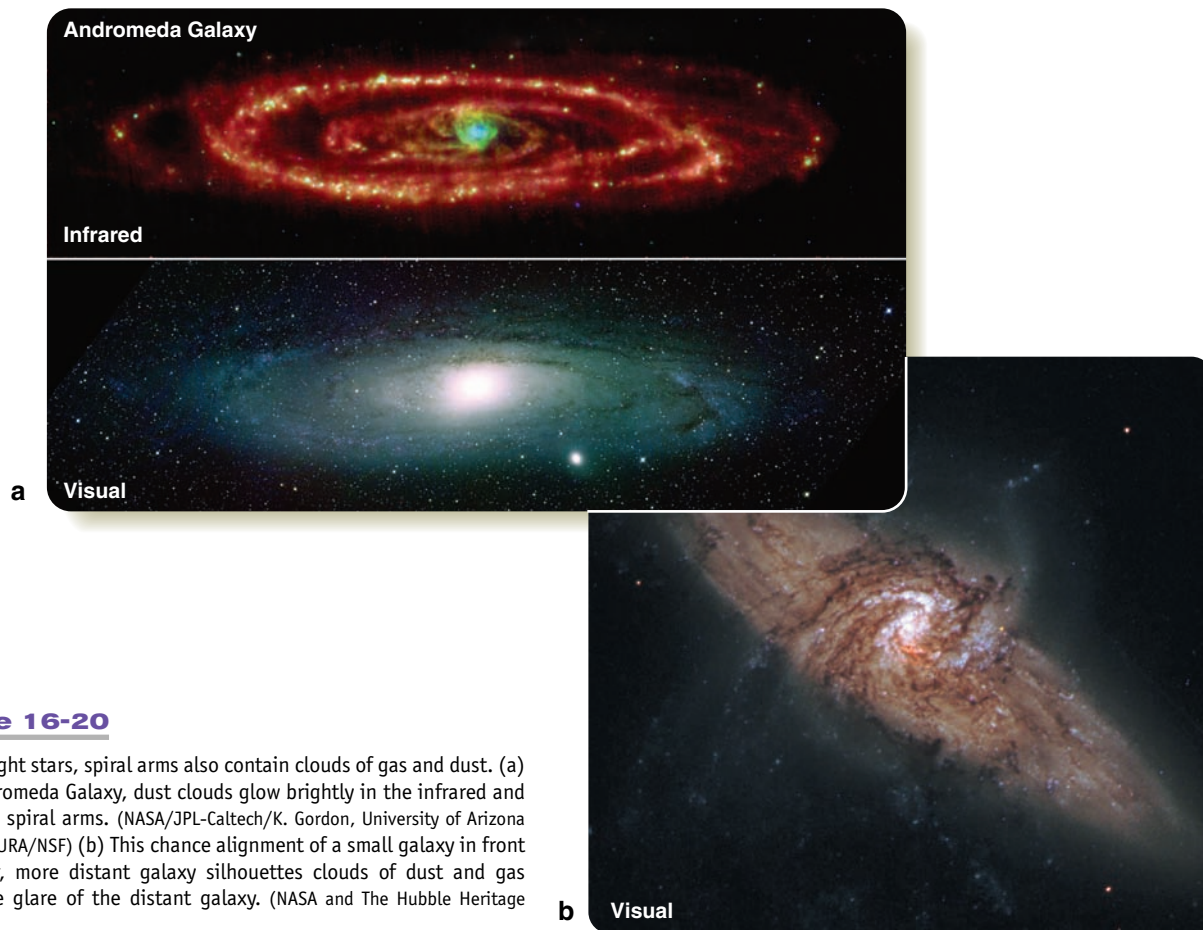 Andromeda Galaxy
Infrared
a
Visual
e 16-20
ght stars, spiral arms also contain clouds of gas and dust. (a)
romeda Galaxy, dust clouds glow brightly in the infrared and
spiral arms. (NASA/JPL-Caltech/K. Gordon, University of Arizona
URA/NSF) (b) This chance alignment of a small galaxy in front
, more distant galaxy silhouettes clouds of dust and gas
e glare of the distant galaxy. (NASA and The Hubble Heritage
b
Visual